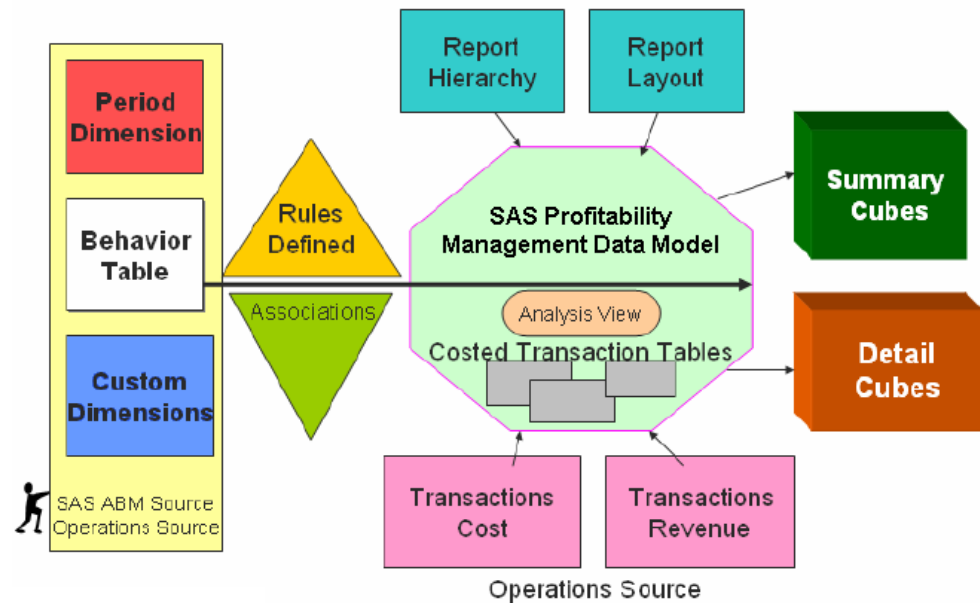 Period
Dimension
Behavior
Table
Custom
Dimensions
SAS ABM Source
Operations Source
Rules
Defined
Associations
Report
Hierarchy
Report
Layout
SAS Profitability
Management Data Model
Analysis View
Costed Transaction Tables
Transactions
Cost
Transactions
Revenue
Operations Source
Summary
Cubes
Detail
Cubes